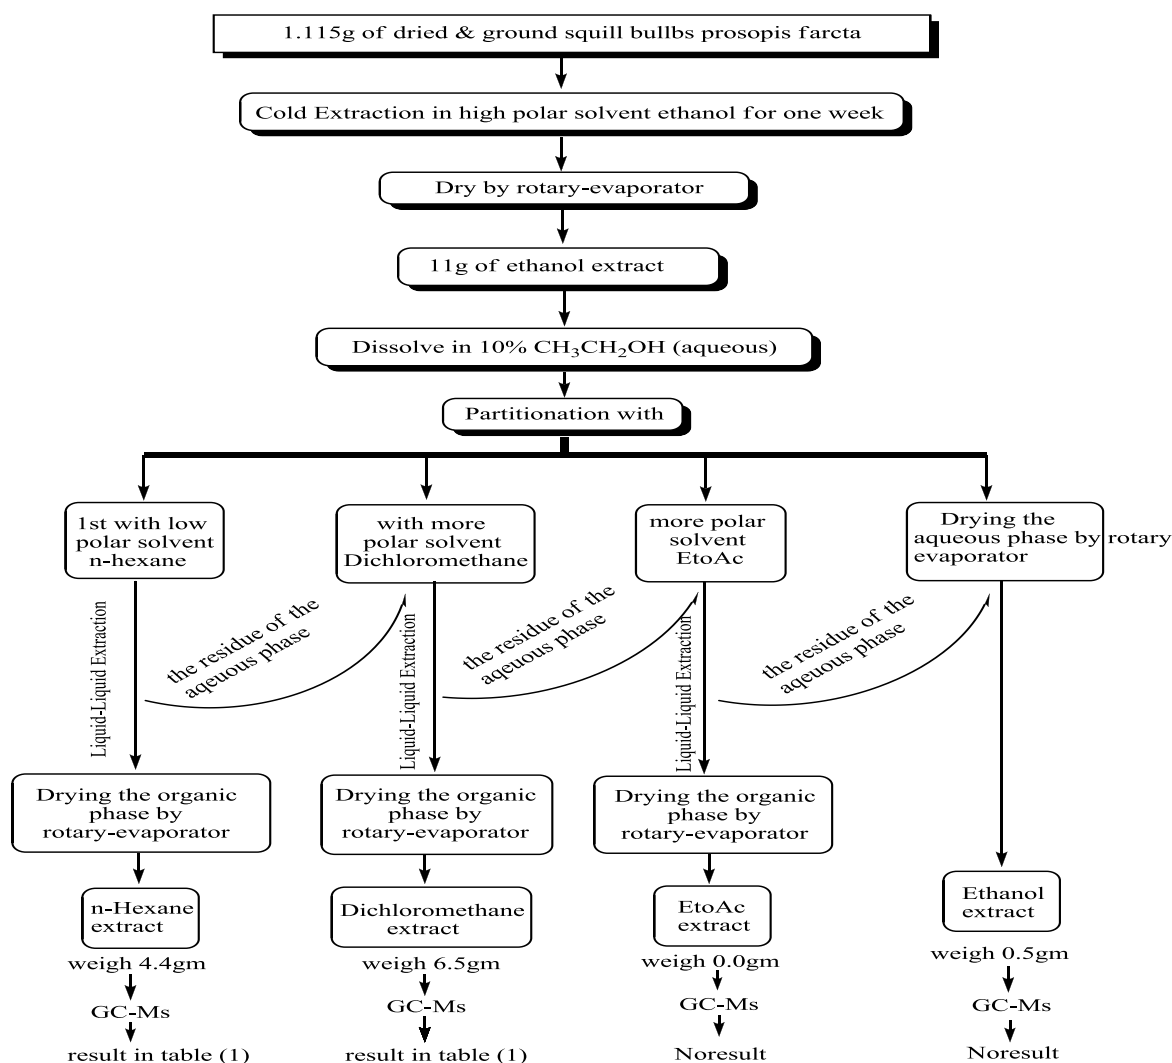 1.115g of dried & ground squill bullbs prosopis farcta
Cold Extraction in high polar solvent ethanol for one week
Dry by rotary-evaporator
11g of ethanol extract
Dissolve in 10% CH₃CH₂OH (aqueous)
Partitionation with
1st with low
polar solvent
n-hexane
with more
polar solvent
Dichloromethane
more polar
solvent
EtoAc
Drying the
aqueous phase by rotary
evaporator
Liquid-Liquid Extraction
the residue of the
aqeuous phase
Liquid-Liquid Extraction
the residue of the
aqeuous phase
Liquid-Liquid Extraction
the residue of the
aqeuous phase
Drying the organic
phase by
rotary-evaporator
Drying the organic
phase by
rotary-evaporator
Drying the organic
phase by
rotary-evaporator
n-Hexane
extract
Dichloromethane
extract
EtoAc
extract
Ethanol
extract
weigh 4.4gm
weigh 6.5gm
weigh 0.0gm
weigh 0.5gm
GC-Ms
GC-Ms
GC-Ms
GC-Ms
result in table (1)
result in table (1)
Noresult
Noresult